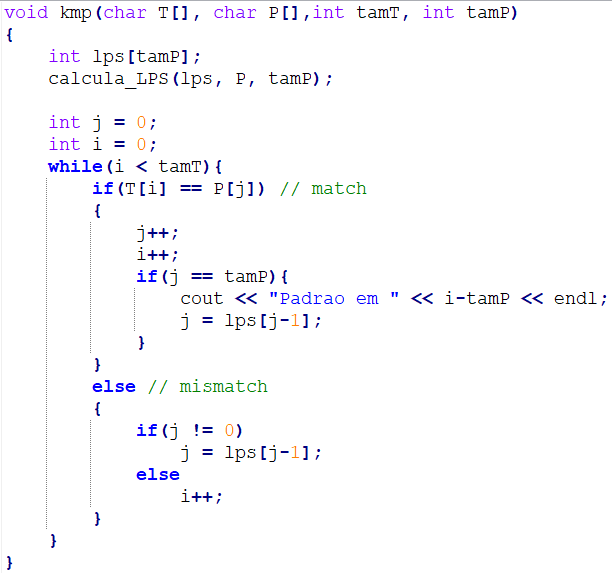 void kmp(char T[], char P[],int tamT, int tamP)
{
    int lps[tamP];
    calcula_LPS(lps, P, tamP);

    int j = 0;
    int i = 0;
    while(i < tamT){
        if(T[i] == P[j]) // match
        {
            j++;
            i++;
            if(j == tamP){
                cout << "Padrao em " << i-tamP << endl;
                j = lps[j-1];
            }
        }
        else // mismatch
        {
            if(j != 0)
                j = lps[j-1];
            else
                i++;
        }
    }
}